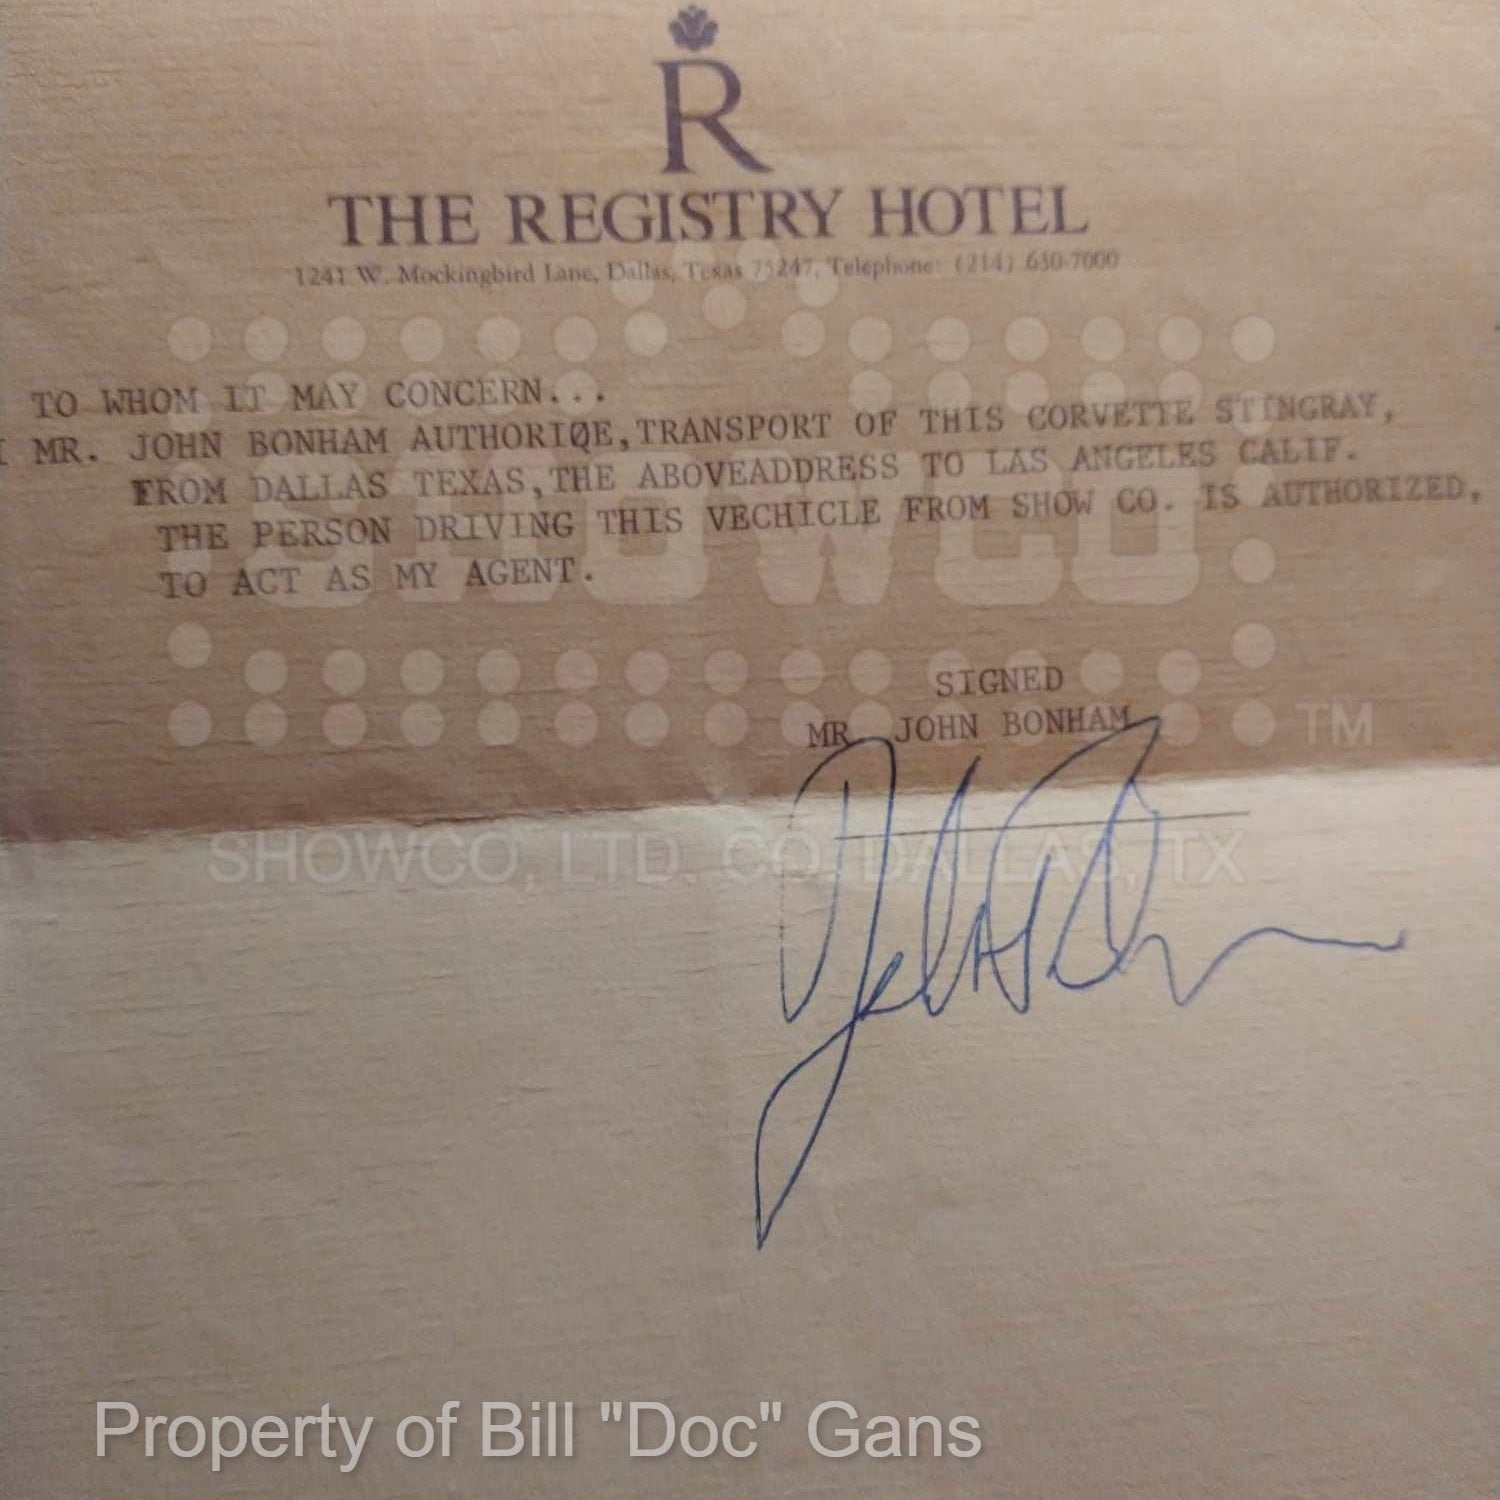 R
THE REGISTRY HOTEL
1241 W. Mockingbird Lane, Dallas, Texas 75247, Telephone: (214) 630-7000
TO WHOM IT MAY CONCERN...
I MR. JOHN BONHAM AUTHORIØE,TRANSPORT OF THIS CORVETTE STINGRAY,
FROM DALLAS TEXAS,THE ABOVEADDRESS TO LAS ANGELES CALIF.
THE PERSON DRIVING THIS VECHICLE FROM SHOW CO. IS AUTHORIZED,
TO ACT AS MY AGENT.
SHOWCO
SIGNED
MR. JOHN BONHAM
TM
SHOWCO, LTD. CO. DALLAS, TX
Property of Bill "Doc" Gans